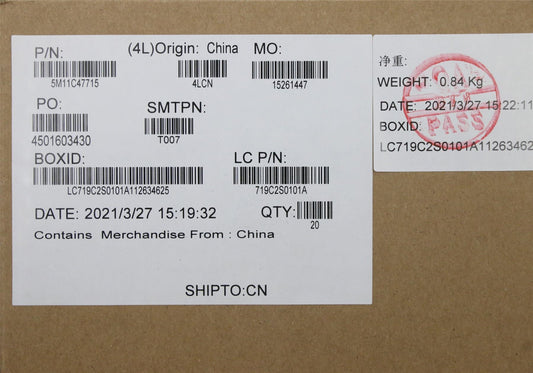 P/N: (4L)Origin: China MO:
5M11C47715 4LCN 15261447
PO: SMTPN:
4501603430 T007
BOXID: LC P/N:
LC719C2S0101A112634625 719C2S0101A
DATE: 2021/3/27 15:19:32 QTY:
20
Contains Merchandise From : China
SHIPTO:CN
净重:
WEIGHT: 0.84 Kg
DATE: 2021/3/27 15:22:11
BOXID:
LC719C2S0101A11263462
PASS